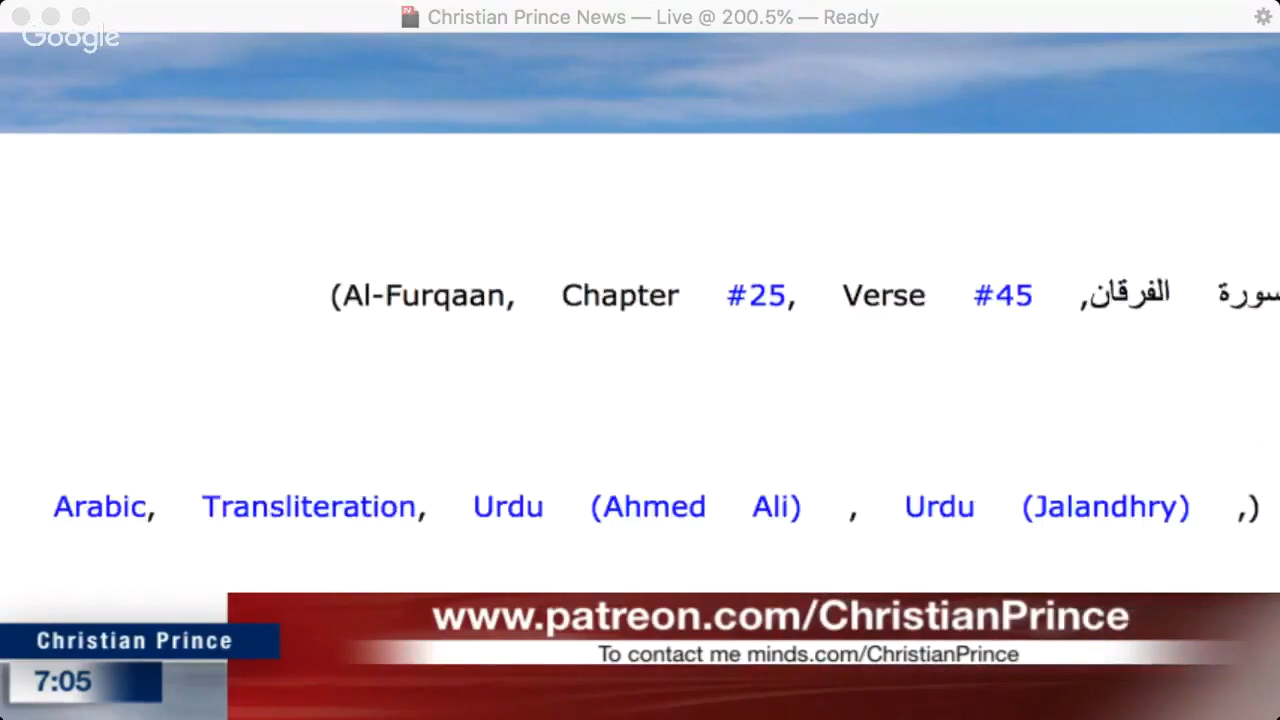 Christian Prince News — Live @ 200.5% — Ready
Google
(Al-Furqaan, Chapter #25, Verse #45 ,سورة الفرقان
Arabic, Transliteration, Urdu (Ahmed Ali) , Urdu (Jalandhry) ,)
www.patreon.com/ChristianPrince
To contact me minds.com/ChristianPrince
Christian Prince
7:05